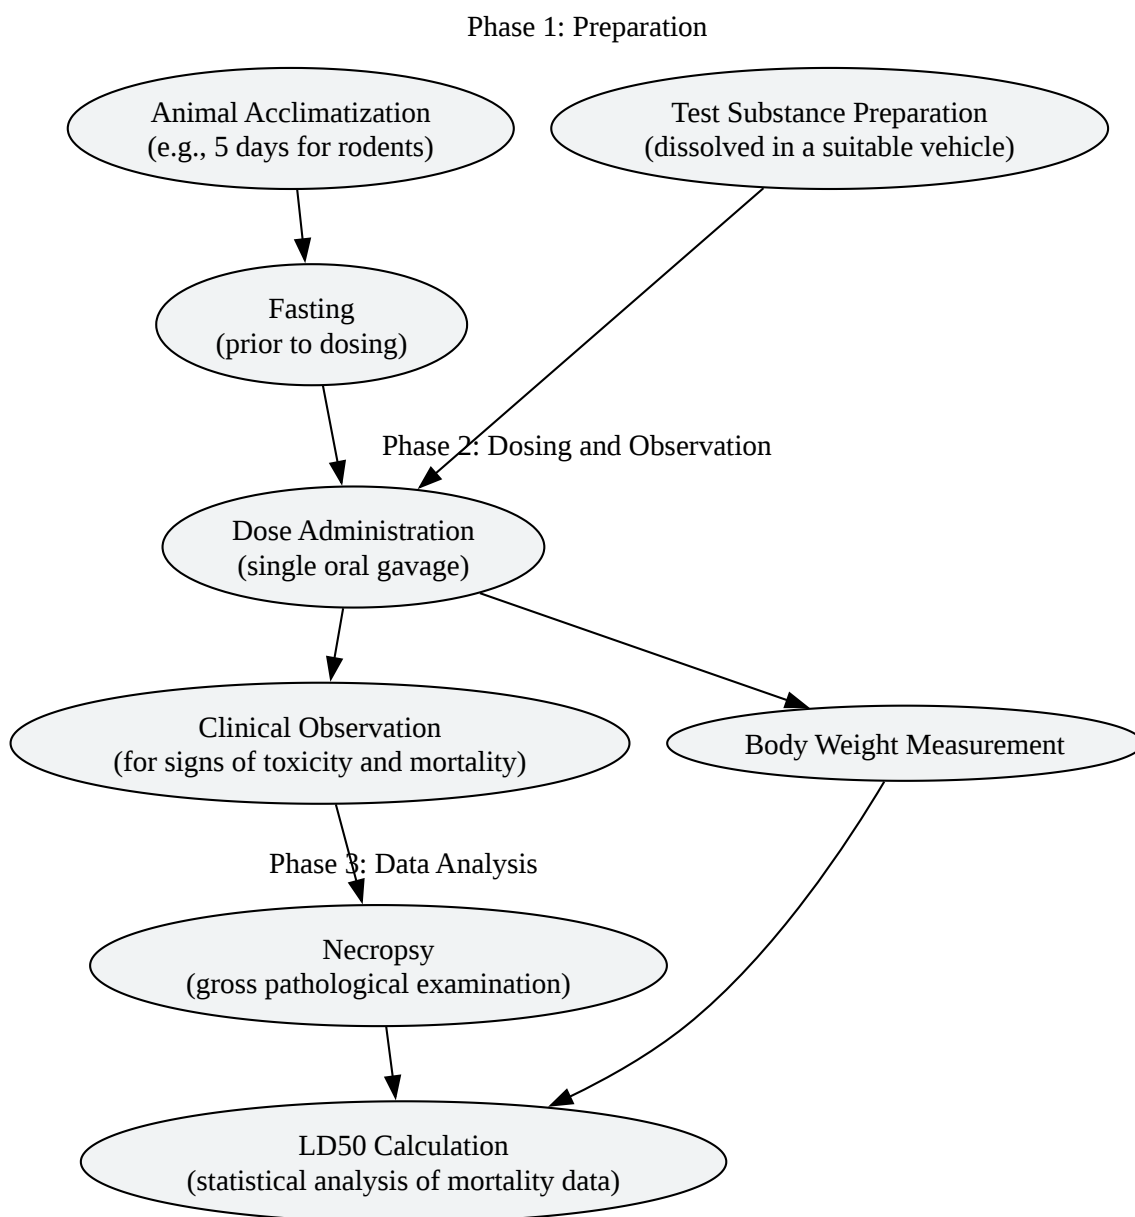 Phase 1: Preparation
Animal Acclimatization
(e.g., 5 days for rodents)
Test Substance Preparation
(dissolved in a suitable vehicle)
Fasting
(prior to dosing)
Phase 2: Dosing and Observation
Dose Administration
(single oral gavage)
Clinical Observation
(for signs of toxicity and mortality)
Body Weight Measurement
Phase 3: Data Analysis
Necropsy
(gross pathological examination)
LD50 Calculation
(statistical analysis of mortality data)